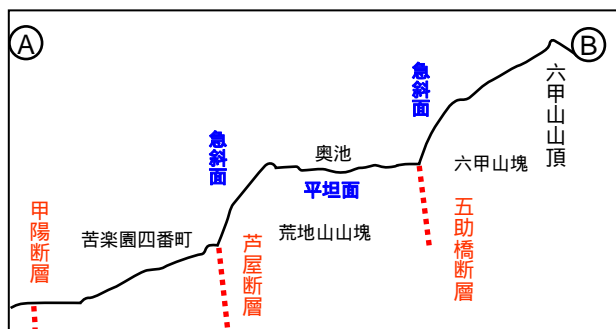 A
B
急斜面
六甲山山頂
急斜面
奥池
六甲山塊
平坦面
甲陽断層
苦楽園四番町
芦屋断層
荒地山山塊
五助橋断層